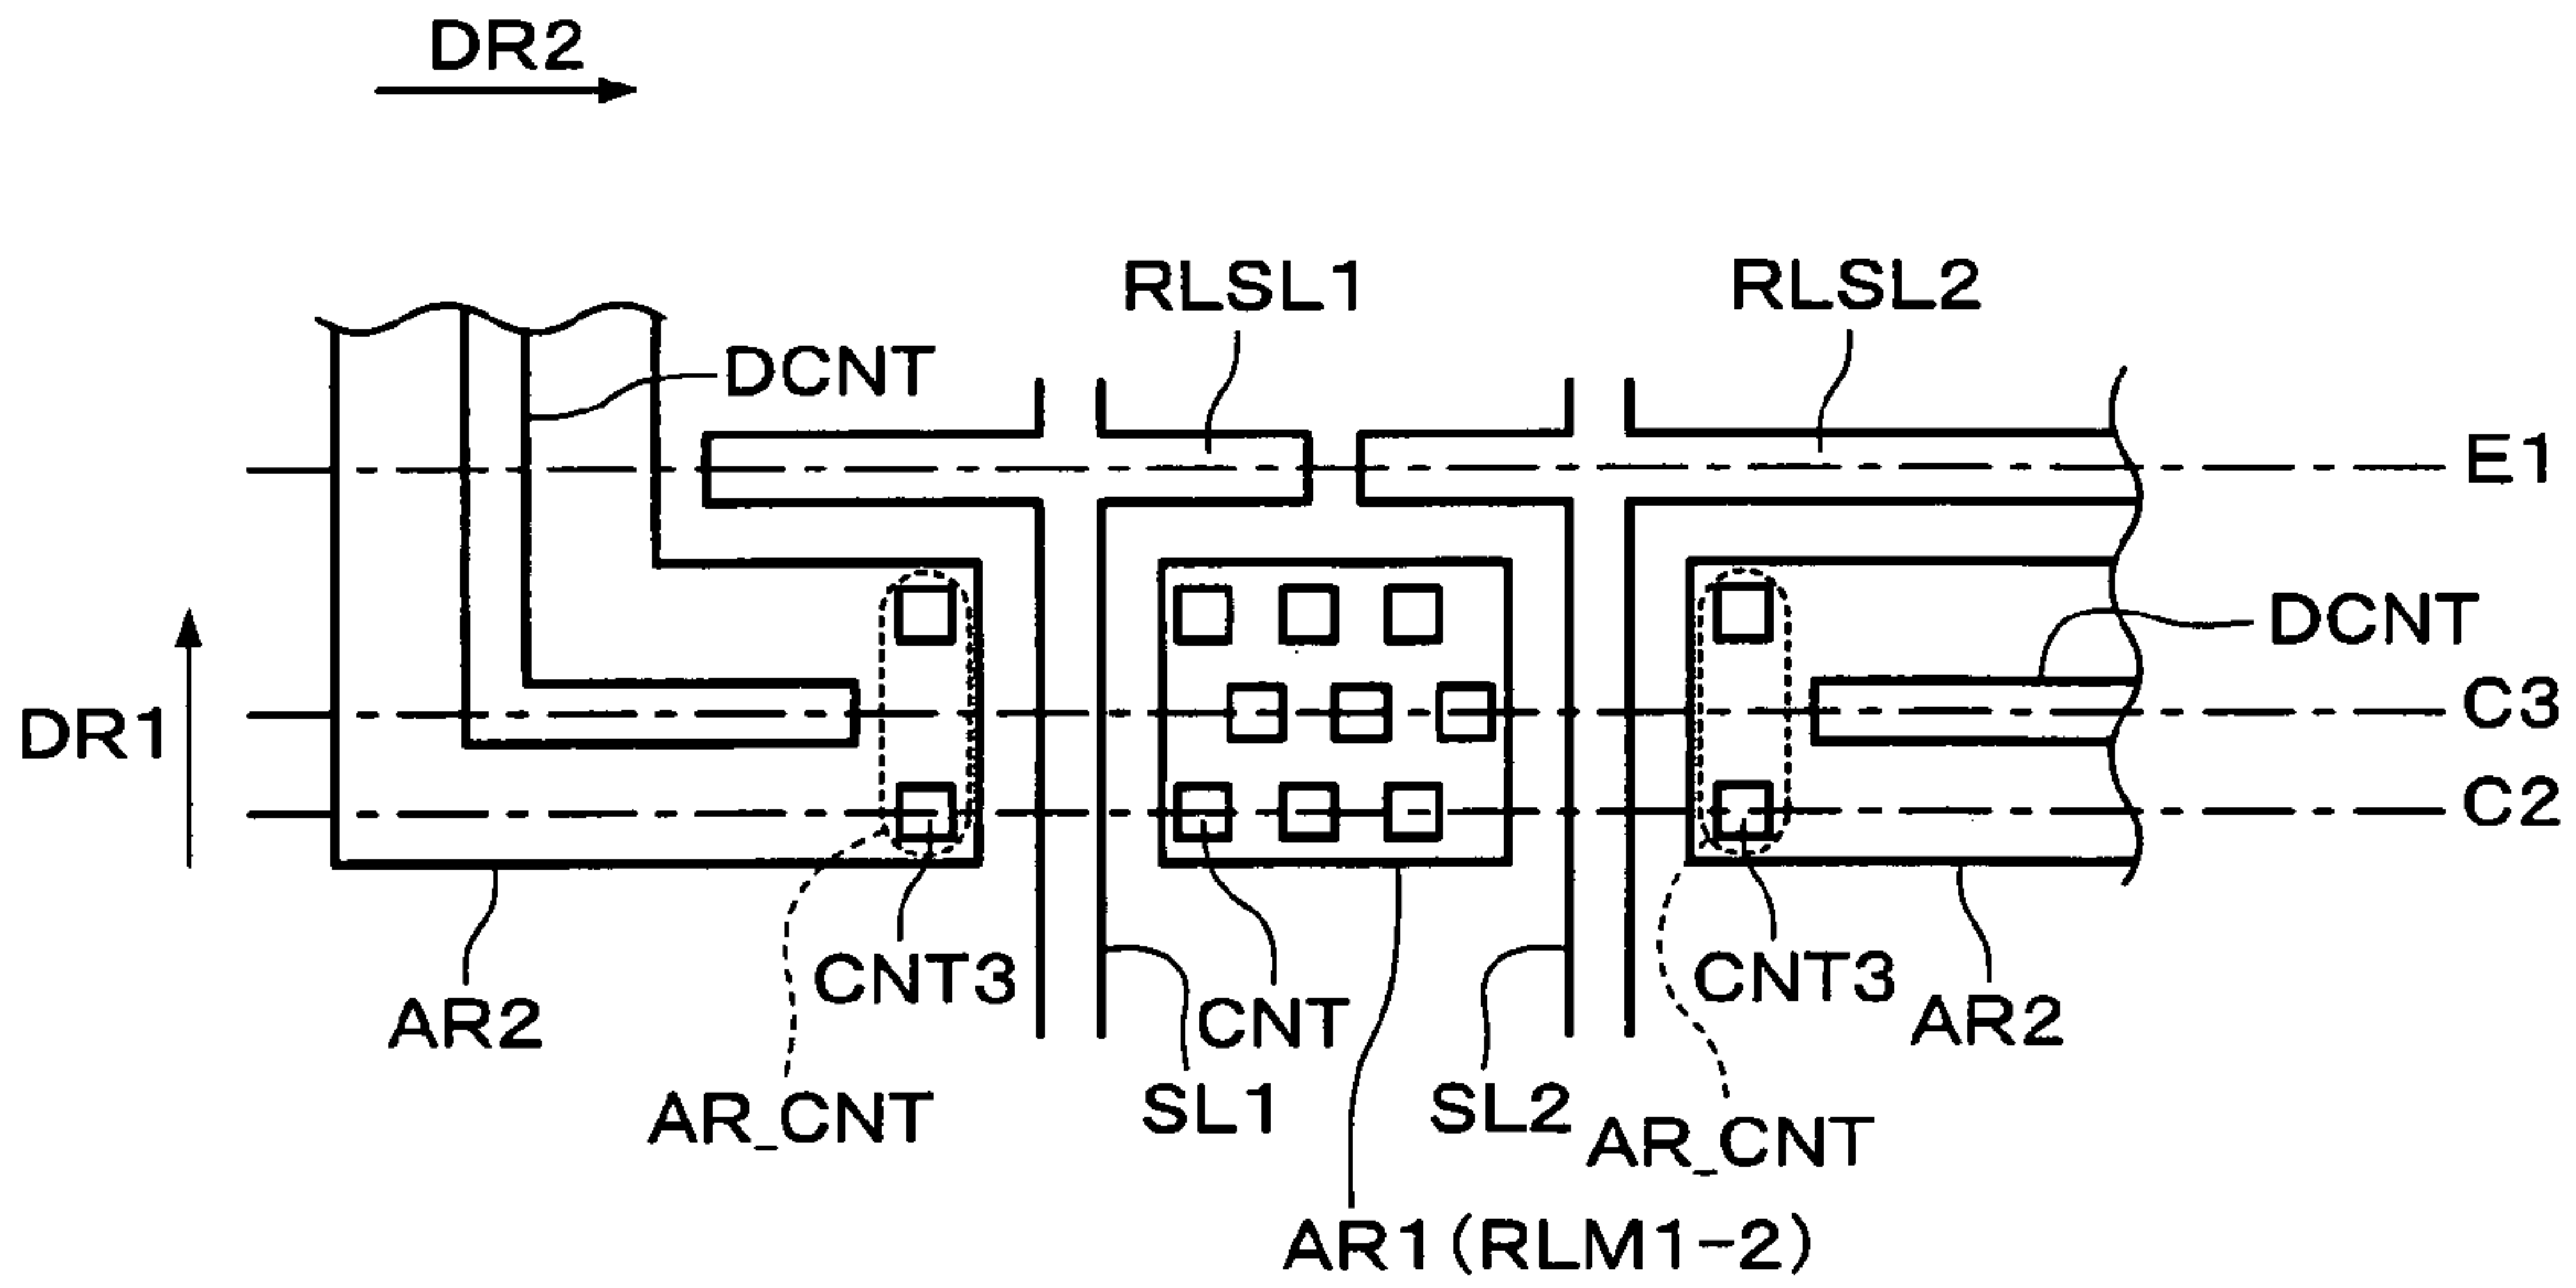 DR2
RLSL1
RLSL2
DCNT
E1
DCNT
C3
DR1
C2
CNT3
CNT3
AR2
CNT
AR2
AR_CNT
SL1
SL2
AR_CNT
AR1(RLM1-2)